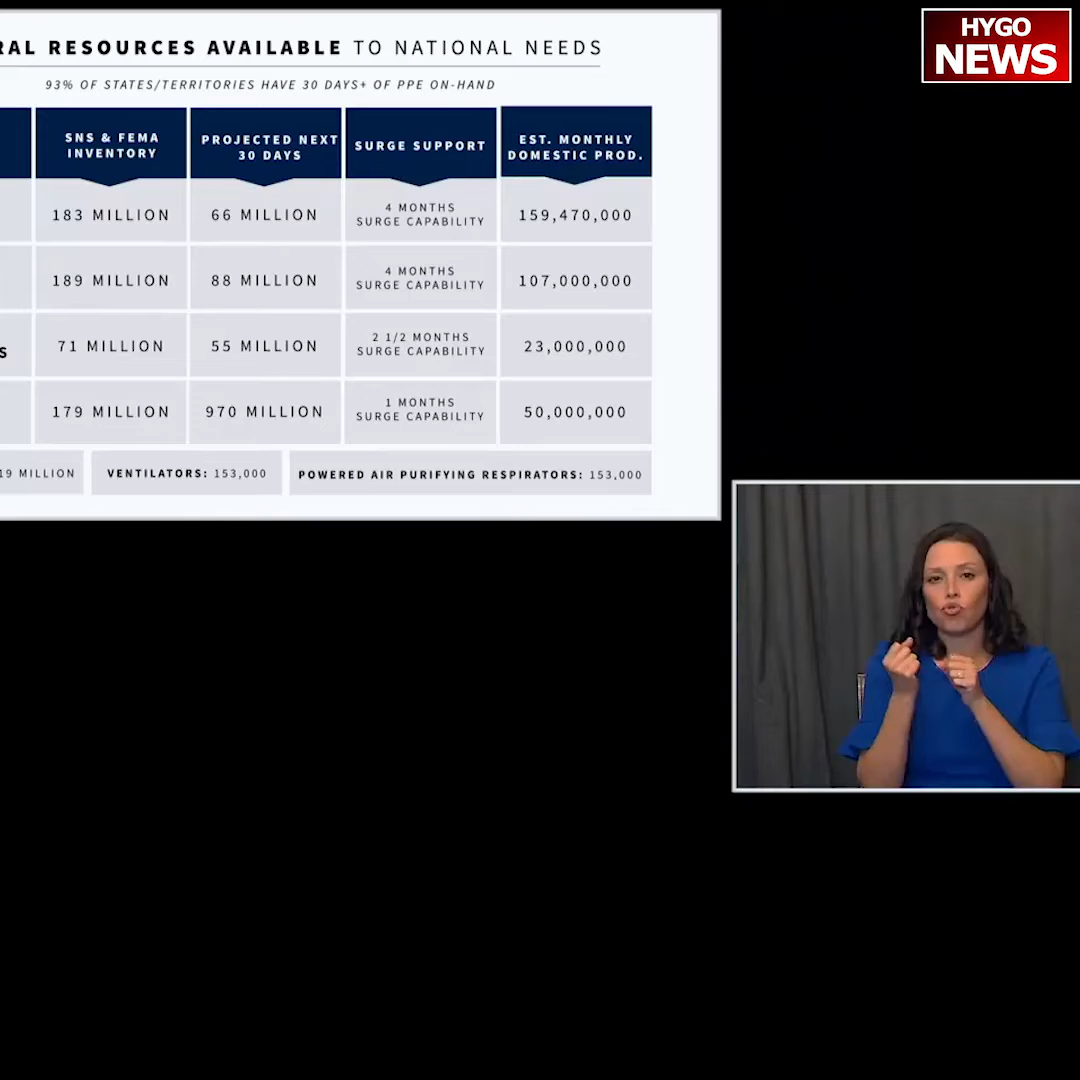 HYGO
NEWS
RAL RESOURCES AVAILABLE TO NATIONAL NEEDS
93% OF STATES/TERRITORIES HAVE 30 DAYS+ OF PPE ON-HAND
SNS & FEMA
INVENTORY
PROJECTED NEXT
30 DAYS
SURGE SUPPORT
EST. MONTHLY
DOMESTIC PROD.
183 MILLION
66 MILLION
4 MONTHS
SURGE CAPABILITY
159,470,000
189 MILLION
88 MILLION
4 MONTHS
SURGE CAPABILITY
107,000,000
S
71 MILLION
55 MILLION
2 1/2 MONTHS
SURGE CAPABILITY
23,000,000
179 MILLION
970 MILLION
1 MONTHS
SURGE CAPABILITY
50,000,000
19 MILLION
VENTILATORS: 153,000
POWERED AIR PURIFYING RESPIRATORS: 153,000